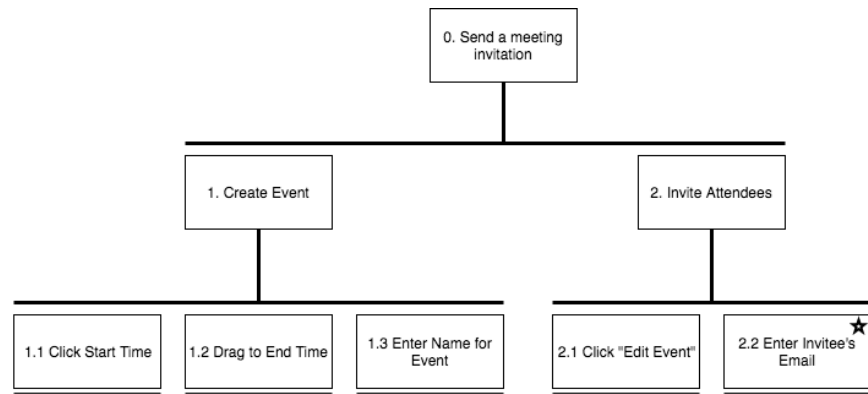 0. Send a meeting
invitation
1. Create Event
2. Invite Attendees
1.1 Click Start Time
1.2 Drag to End Time
1.3 Enter Name for
Event
2.1 Click "Edit Event"
2.2 Enter Invitee's
Email